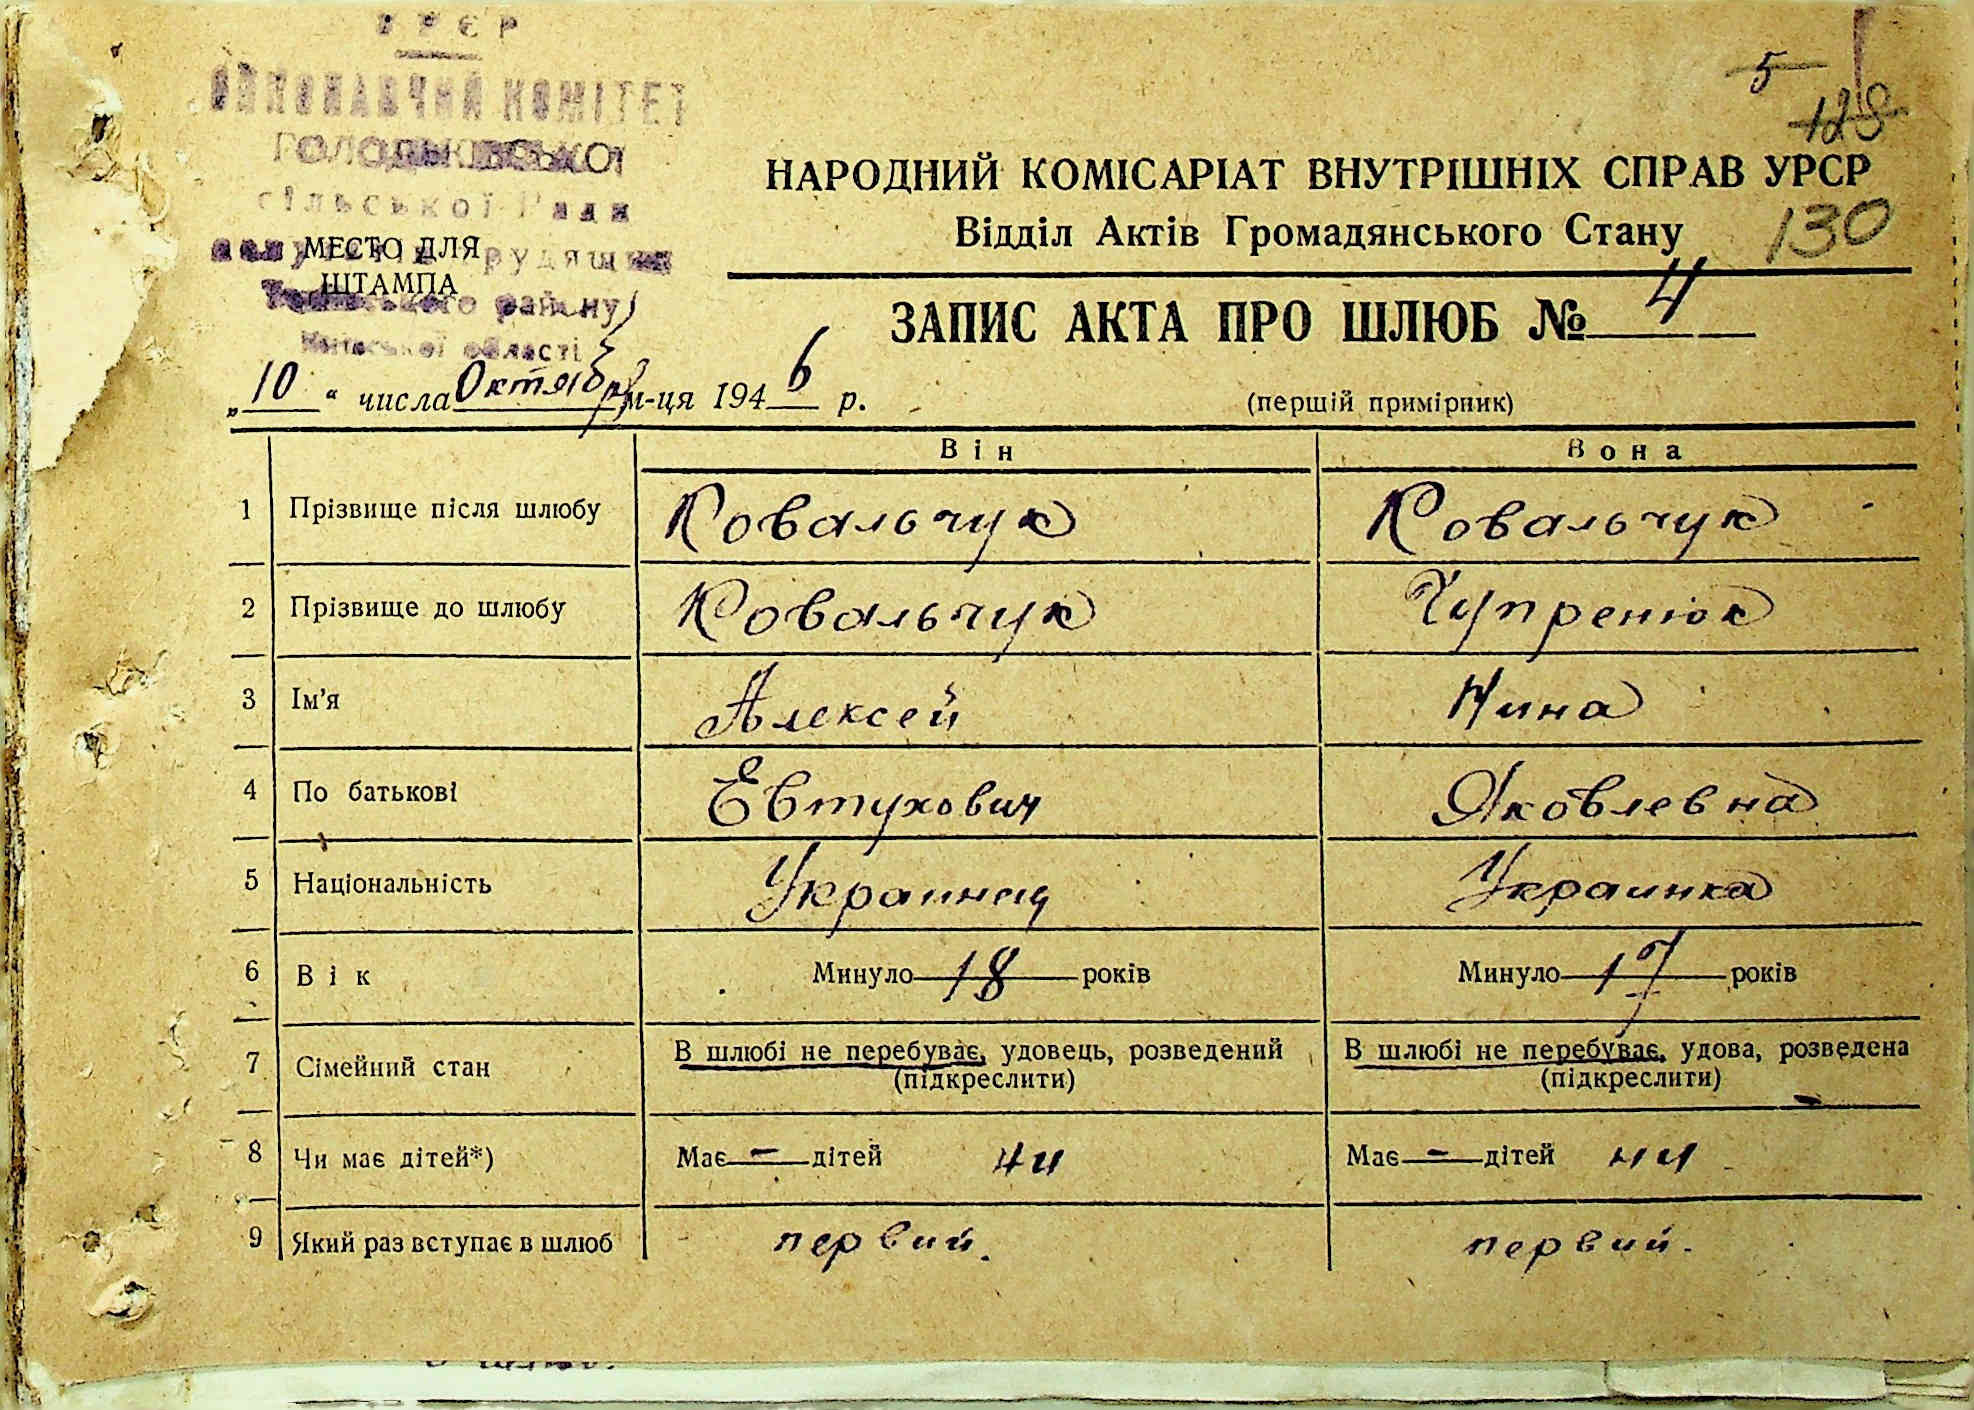 УРСР
ВИКОНАВЧИЙ КОМІТЕТ
сільської Ради
МЕСТО ДЛЯ
ШТАМПА
району
Київської області
5
128
НАРОДНИЙ КОМІСАРІАТ ВНУТРІШНІХ СПРАВ УРСР
130
Відділ Актів Громадянського Стану
ЗАПИС АКТА ПРО ШЛЮБ № 4
„10“ числа Октября м-ця 1946 р.
(першій примірник)
Він Вона
1 Прізвище після шлюбу Ковальчук Ковальчук
2 Прізвище до шлюбу Ковальчук Чупренюк
3 Ім'я Алексей Нина
4 По батькові Евтухович Яковлевна
5 Національність Украинец Украинка
6 Вік Минуло 18 років Минуло 17 років
7 Сімейний стан В шлюбі не перебуває, удовець, розведений В шлюбі не перебуває, удова, розведена
(підкреслити) (підкреслити)
8 Чи має дітей*) Має — дітей Має — дітей
9 Який раз вступає в шлюб первий. первий.